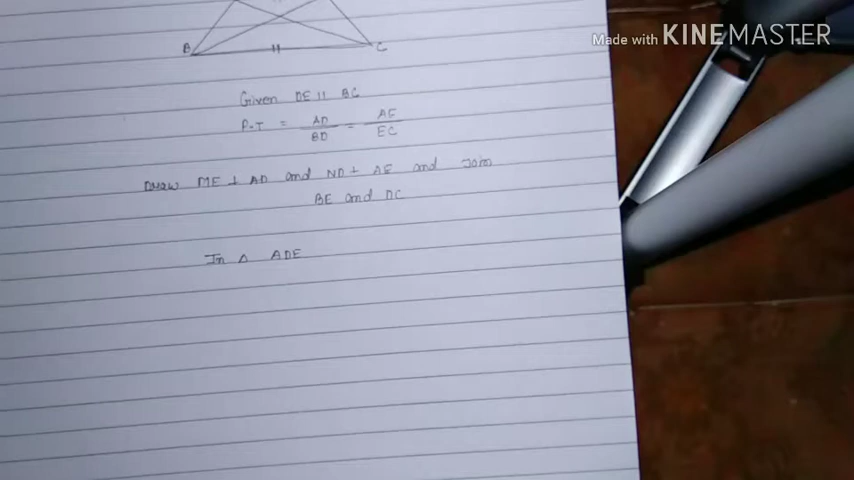 Made with KINEMASTER
B
C
Given DE || BC
P.T = AD/BD = AE/EC
Draw ME ⊥ AD and ND ⊥ AE and Join
BE and DC
In △ ADE